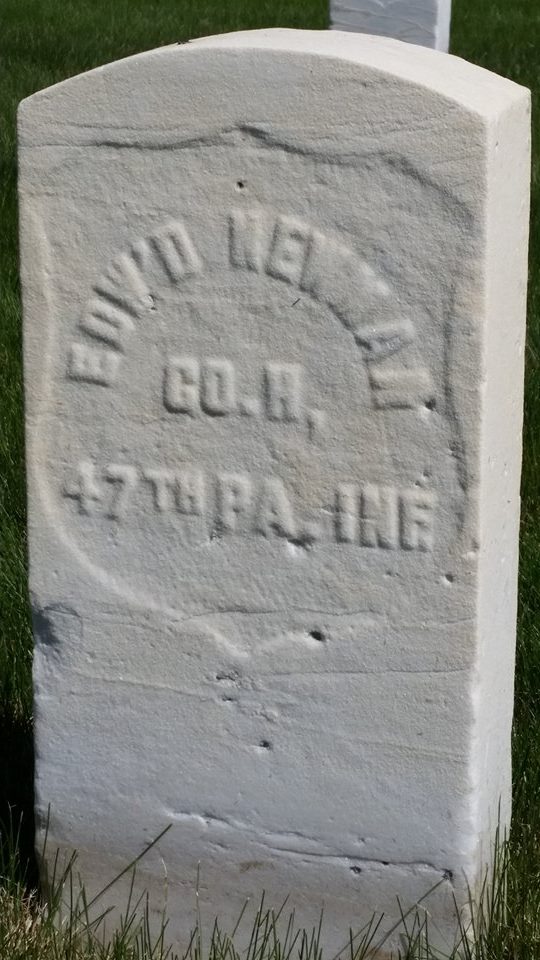 EDW'D NEWMAN
CO. H,
47TH PA. INF.